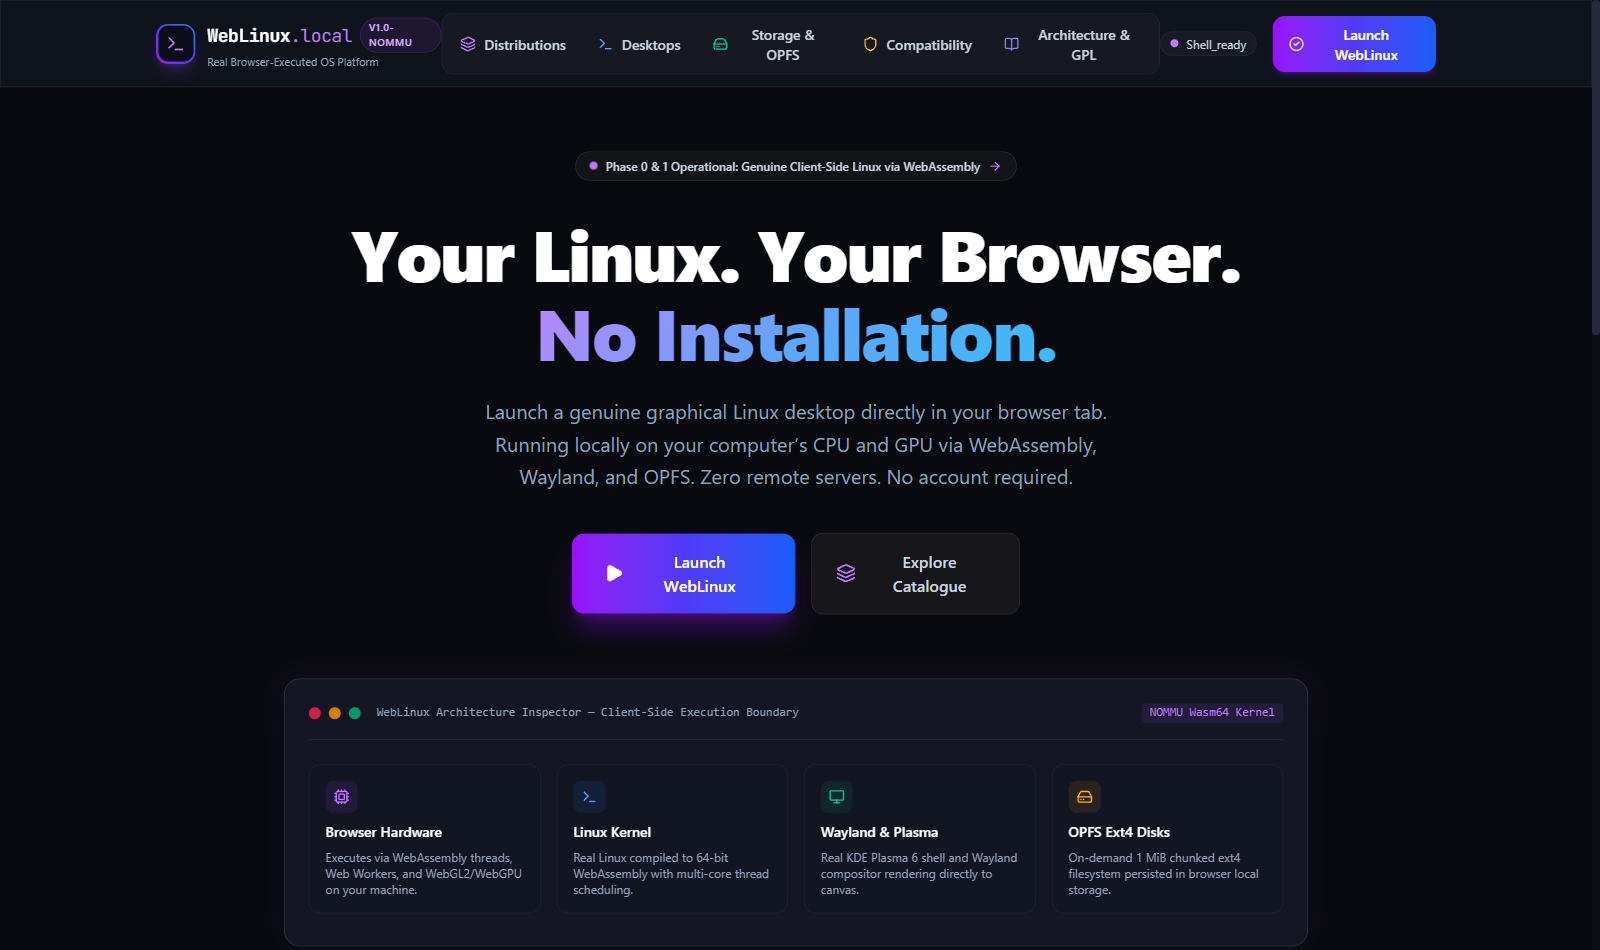 WebLinux.local
V1.0-
NOMMU
Real Browser-Executed OS Platform
Distributions
Desktops
Storage &
OPFS
Compatibility
Architecture &
GPL
Shell_ready
Launch
WebLinux
Phase 0 & 1 Operational: Genuine Client-Side Linux via WebAssembly →
Your Linux. Your Browser.
No Installation.
Launch a genuine graphical Linux desktop directly in your browser tab.
Running locally on your computer’s CPU and GPU via WebAssembly,
Wayland, and OPFS. Zero remote servers. No account required.
Launch
WebLinux
Explore
Catalogue
WebLinux Architecture Inspector — Client-Side Execution Boundary
NOMMU Wasm64 Kernel
Browser Hardware
Executes via WebAssembly threads,
Web Workers, and WebGL2/WebGPU
on your machine.
Linux Kernel
Real Linux compiled to 64-bit
WebAssembly with multi-core thread
scheduling.
Wayland & Plasma
Real KDE Plasma 6 shell and Wayland
compositor rendering directly to
canvas.
OPFS Ext4 Disks
On-demand 1 MiB chunked ext4
filesystem persisted in browser local
storage.